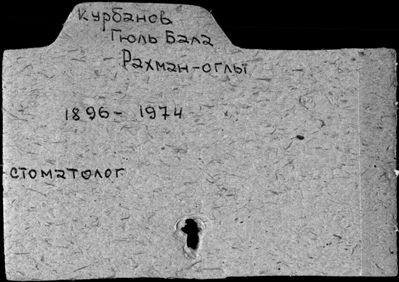 Курбанов
Гюль Бала
Рахман-оглы
1896- 1974
стоматолог